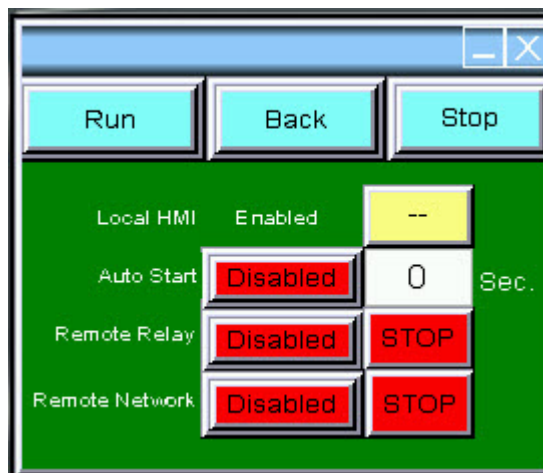 Run Back Stop
Local HMI Enabled --
Auto Start Disabled 0 Sec.
Remote Relay Disabled STOP
Remote Network Disabled STOP